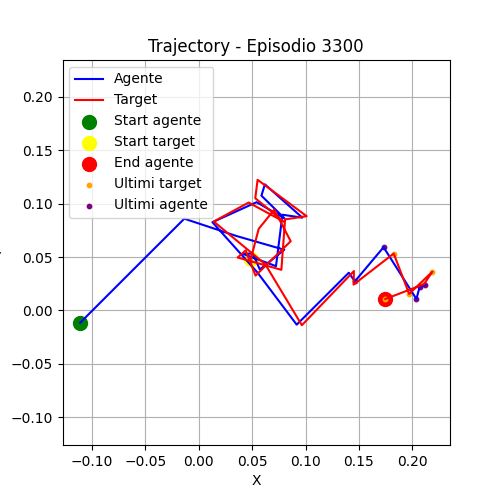 Trajectory - Episodio 3300
Agente
Target
Start agente
Start target
End agente
Ultimi target
Ultimi agente
0.20
0.15
0.10
0.05
0.00
−0.05
−0.10
−0.10
−0.05
0.00
0.05
0.10
0.15
0.20
X